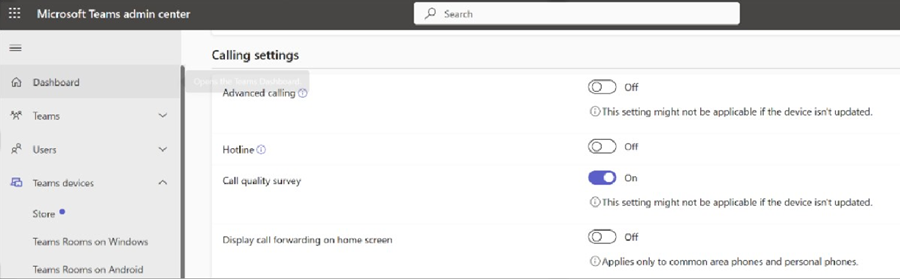 Microsoft Teams admin center
Search
Dashboard
Opens the Teams Dashboard
Teams
Users
Teams devices
Store
Teams Rooms on Windows
Teams Rooms on Android
Calling settings
Advanced calling
Off
This setting might not be applicable if the device isn't updated.
Hotline
Off
Call quality survey
On
This setting might not be applicable if the device isn't updated.
Display call forwarding on home screen
Off
Applies only to common area phones and personal phones.